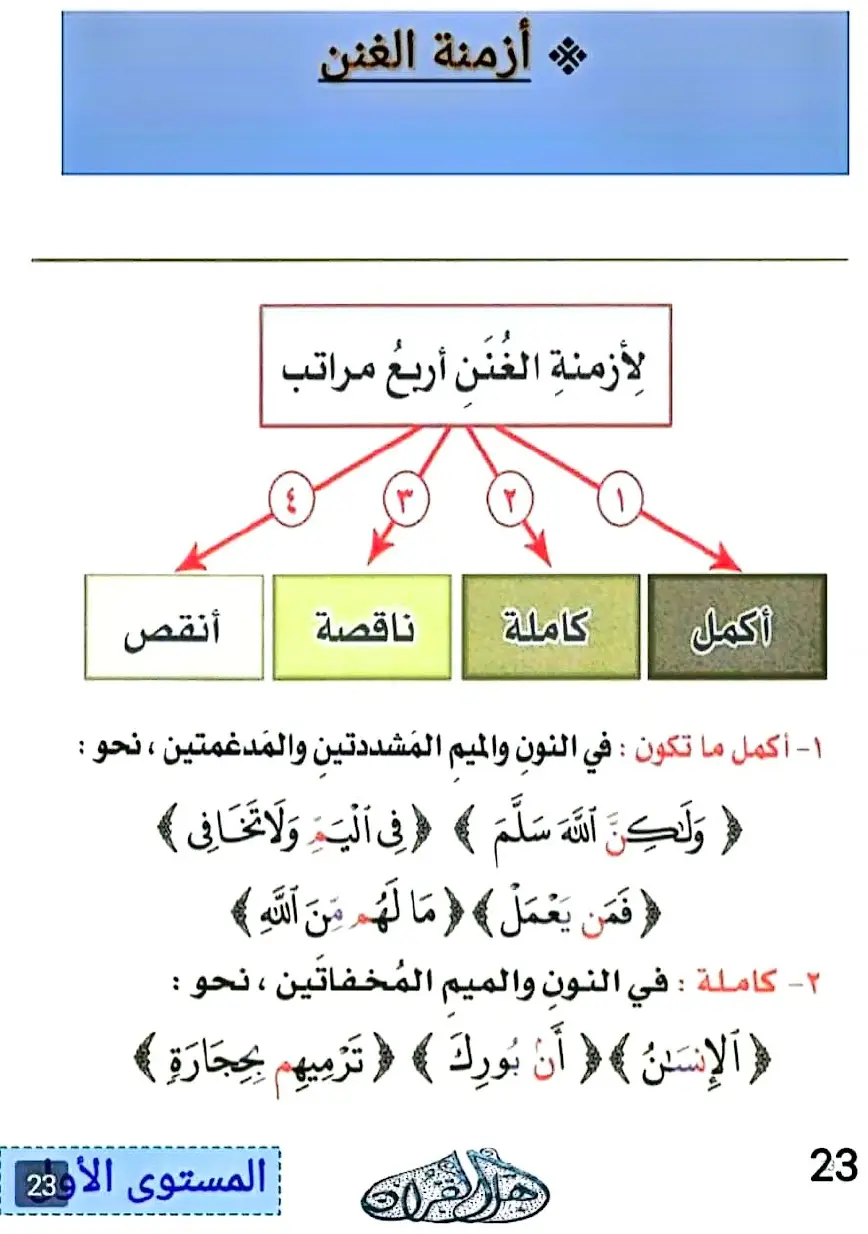 ❖ أزمنة الغنن
لِأزمنةِ الغُنَنِ أربعُ مراتب
١ ٢ ٣ ٤
أكمل كاملة ناقصة أنقص
١- أكمل ما تكون : في النونِ والميمِ المَشددتينِ والمَدغمتين ، نحو :
﴿ وَلَـٰكِنَّ ٱللَّهَ سَلَّمَ ﴾ ﴿ فِى ٱلْيَمِّ وَلَا تَخَافِى ﴾
﴿ فَمَن يَعْمَلْ ﴾ ﴿ مَا لَهُم مِّنَ ٱللَّهِ ﴾
٢- كاملة : في النونِ والميمِ المُخفاتَين ، نحو :
﴿ ٱلْإِنسَـٰنُ ﴾ ﴿ أَنۢ بُورِكَ ﴾ ﴿ تَرْمِيهِم بِحِجَارَةٍ ﴾
المستوى الأول
23
23